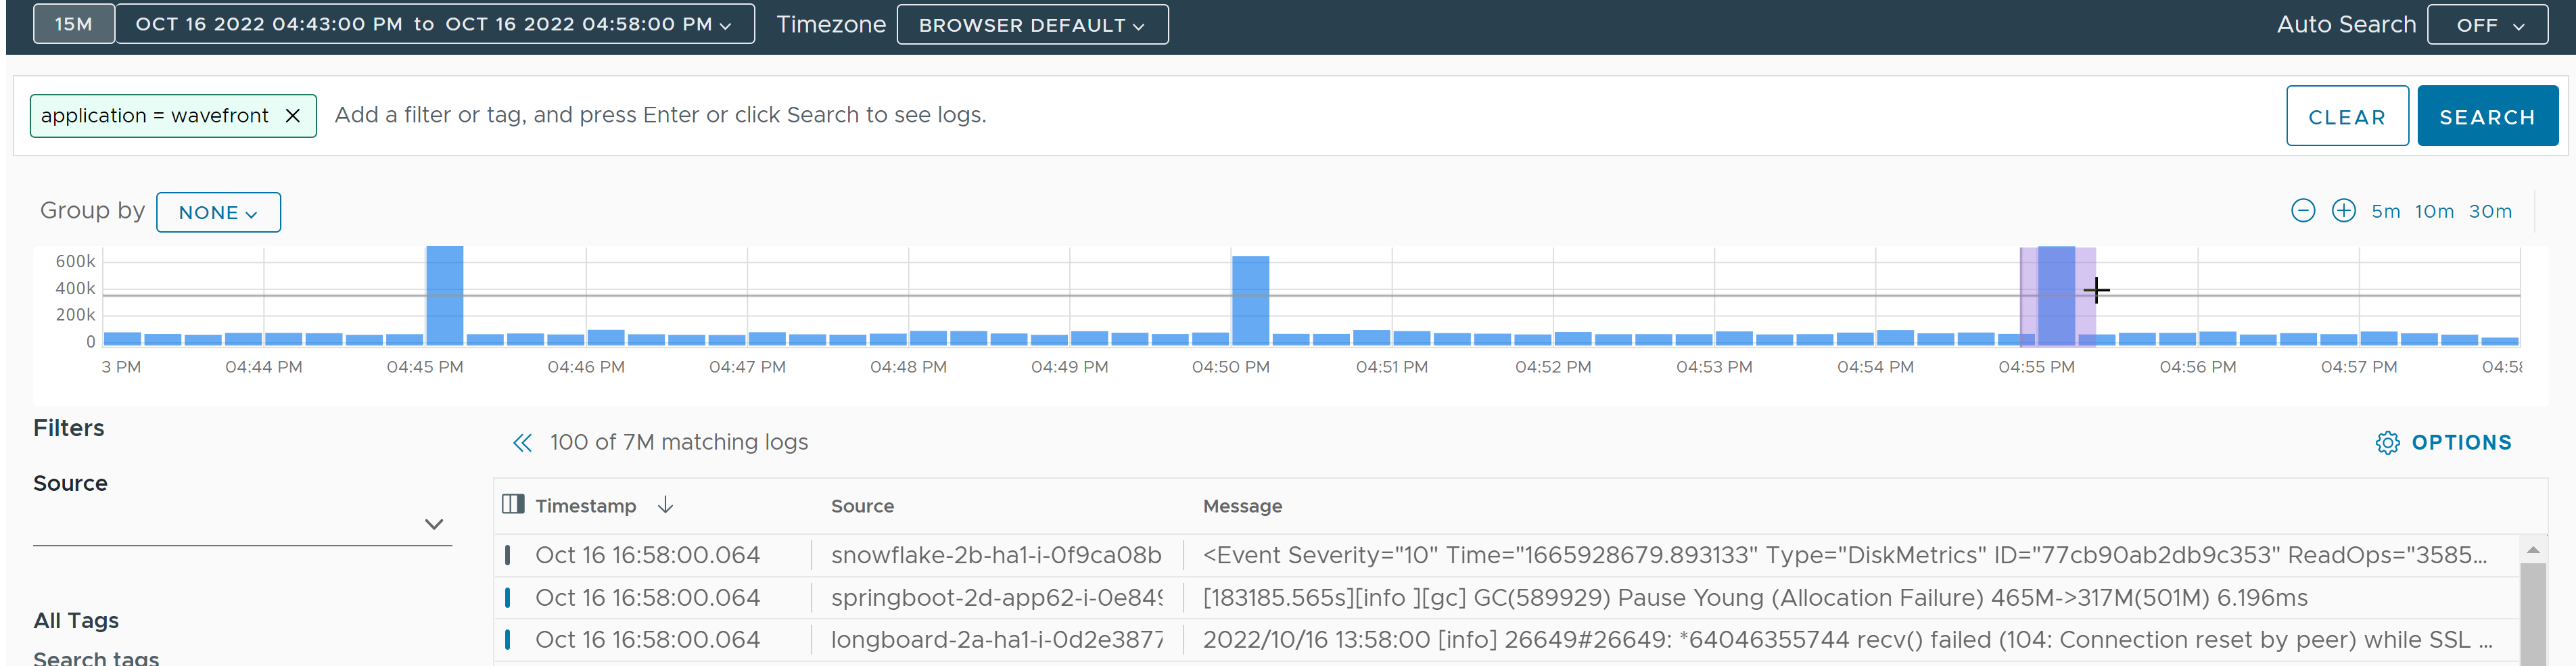 15M OCT 16 2022 04:43:00 PM to OCT 16 2022 04:58:00 PM Timezone BROWSER DEFAULT Auto Search OFF
application = wavefront Add a filter or tag, and press Enter or click Search to see logs. CLEAR SEARCH
Group by NONE 5m 10m 30m
600k
400k
200k
0
3 PM 04:44 PM 04:45 PM 04:46 PM 04:47 PM 04:48 PM 04:49 PM 04:50 PM 04:51 PM 04:52 PM 04:53 PM 04:54 PM 04:55 PM 04:56 PM 04:57 PM 04:58
Filters
100 of 7M matching logs OPTIONS
Source
Timestamp Source Message
Oct 16 16:58:00.064 snowflake-2b-ha1-i-0f9ca08b <Event Severity="10" Time="1665928679.893133" Type="DiskMetrics" ID="77cb90ab2db9c353" ReadOps="3585...
Oct 16 16:58:00.064 springboot-2d-app62-i-0e849 [183185.565s][info ][gc] GC(589929) Pause Young (Allocation Failure) 465M->317M(501M) 6.196ms
All Tags
Oct 16 16:58:00.064 longboard-2a-ha1-i-0d2e3877 2022/10/16 13:58:00 [info] 26649#26649: *64046355744 recv() failed (104: Connection reset by peer) while SSL ...
Search tags